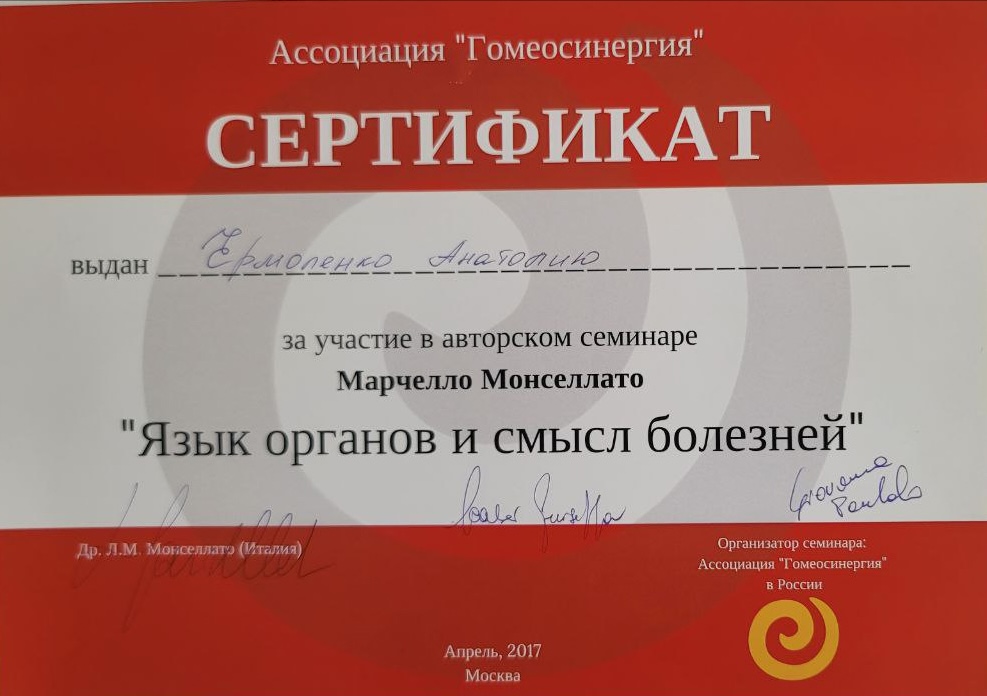 Ассоциация "Гомеосинергия"
СЕРТИФИКАТ
выдан Ермоленко Анатолию
за участие в авторском семинаре
Марчелло Монселлато
"Язык органов и смысл болезней"
Др. Л.М. Монселлато (Италия)
Организатор семинара:
Ассоциация "Гомеосинергия"
в России
Апрель, 2017
Москва